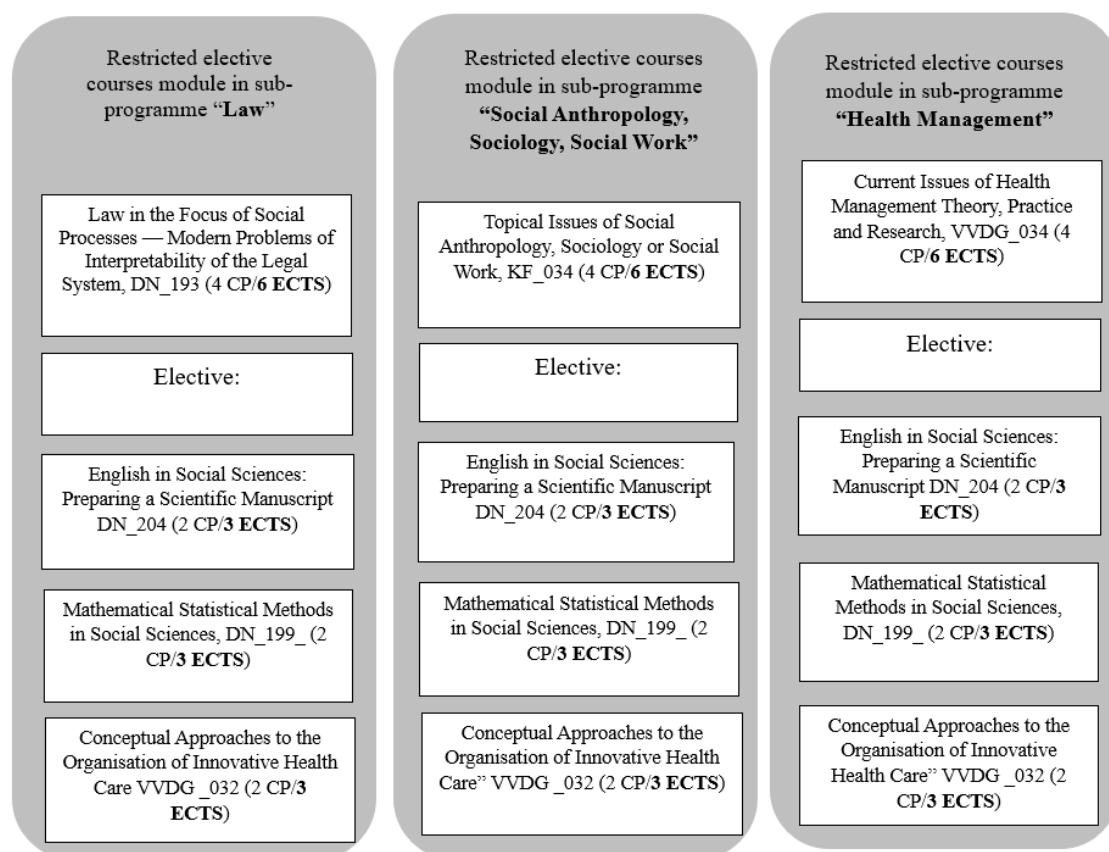 Restricted elective
courses module in sub-
programme “Law”
Law in the Focus of Social
Processes — Modern Problems of
Interpretability of the Legal
System, DN_193 (4 CP/6 ECTS)
Elective:
English in Social Sciences:
Preparing a Scientific Manuscript
DN_204 (2 CP/3 ECTS)
Mathematical Statistical Methods
in Social Sciences, DN_199_ (2
CP/3 ECTS)
Conceptual Approaches to the
Organisation of Innovative Health
Care VVDG _032 (2 CP/3
ECTS)
Restricted elective courses
module in sub-programme
“Social Anthropology,
Sociology, Social Work”
Topical Issues of Social
Anthropology, Sociology or Social
Work, KF_034 (4 CP/6 ECTS)
Elective:
English in Social Sciences:
Preparing a Scientific Manuscript
DN_204 (2 CP/3 ECTS)
Mathematical Statistical Methods
in Social Sciences, DN_199_ (2
CP/3 ECTS)
Conceptual Approaches to the
Organisation of Innovative Health
Care” VVDG _032 (2 CP/3 ECTS)
Restricted elective courses
module in sub-programme
“Health Management”
Current Issues of Health
Management Theory, Practice
and Research, VVDG_034 (4
CP/6 ECTS)
Elective:
English in Social Sciences:
Preparing a Scientific
Manuscript DN_204 (2 CP/3
ECTS)
Mathematical Statistical
Methods in Social Sciences,
DN_199_ (2 CP/3 ECTS)
Conceptual Approaches to the
Organisation of Innovative
Health Care” VVDG _032 (2
CP/3 ECTS)